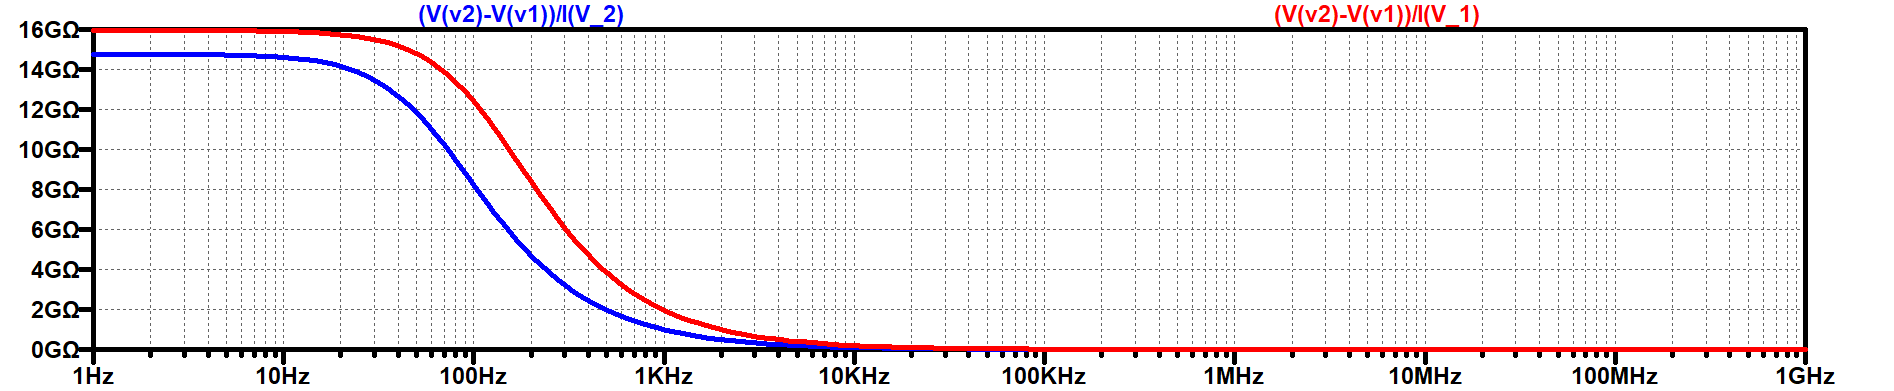 (V(v2)-V(v1))/I(V_2) (V(v2)-V(v1))/I(V_1)
16GΩ
14GΩ
12GΩ
10GΩ
8GΩ
6GΩ
4GΩ
2GΩ
0GΩ
1Hz 10Hz 100Hz 1KHz 10KHz 100KHz 1MHz 10MHz 100MHz 1GHz